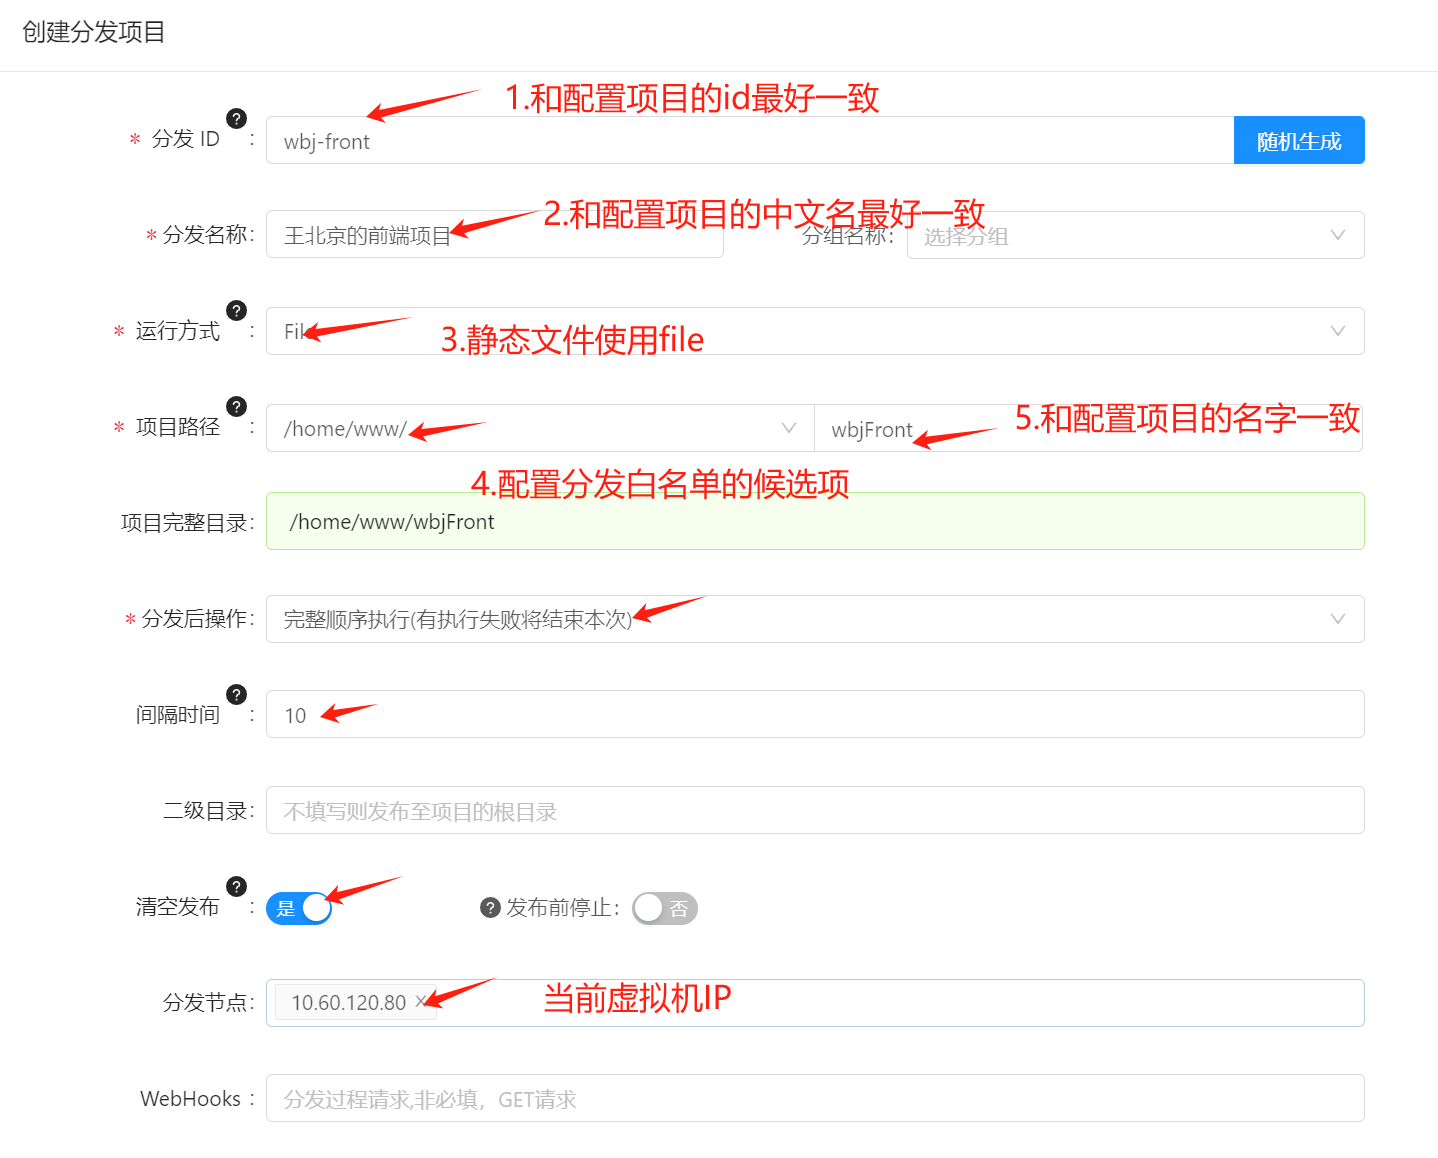 创建分发项目
1.和配置项目的id最好一致
* 分发 ID ? : wbj-front 随机生成
2.和配置项目的中文名最好一致
* 分发名称: 王北京的前端项目 分组名称: 选择分组
* 运行方式 ? : File
3.静态文件使用file
* 项目路径 ? : /home/www/ wbjFront
5.和配置项目的名字一致
4.配置分发白名单的候选项
项目完整目录: /home/www/wbjFront
* 分发后操作: 完整顺序执行(有执行失败将结束本次)
间隔时间 ? : 10
二级目录: 不填写则发布至项目的根目录
清空发布 ? : 是 ? 发布前停止: 否
分发节点: 10.60.120.80 × 当前虚拟机IP
WebHooks : 分发过程请求,非必填，GET请求